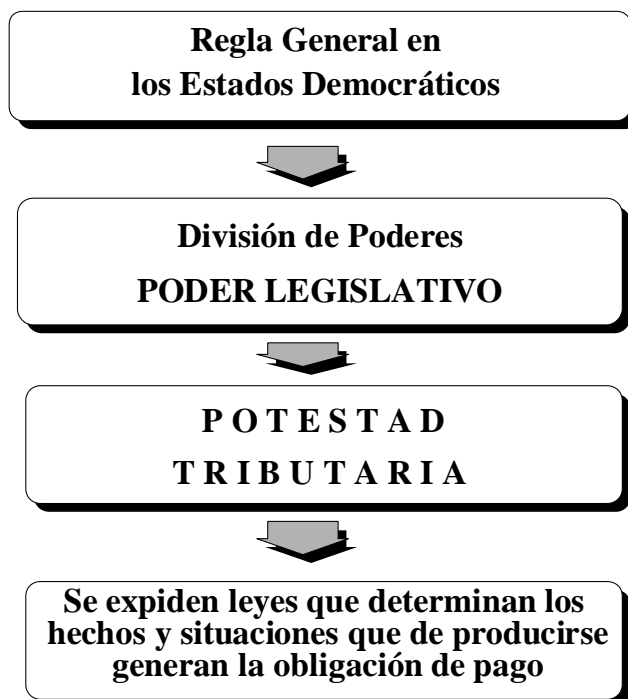 Regla General en
los Estados Democráticos
División de Poderes
PODER LEGISLATIVO
P O T E S T A D
T R I B U T A R I A
Se expiden leyes que determinan los
hechos y situaciones que de producirse
generan la obligación de pago